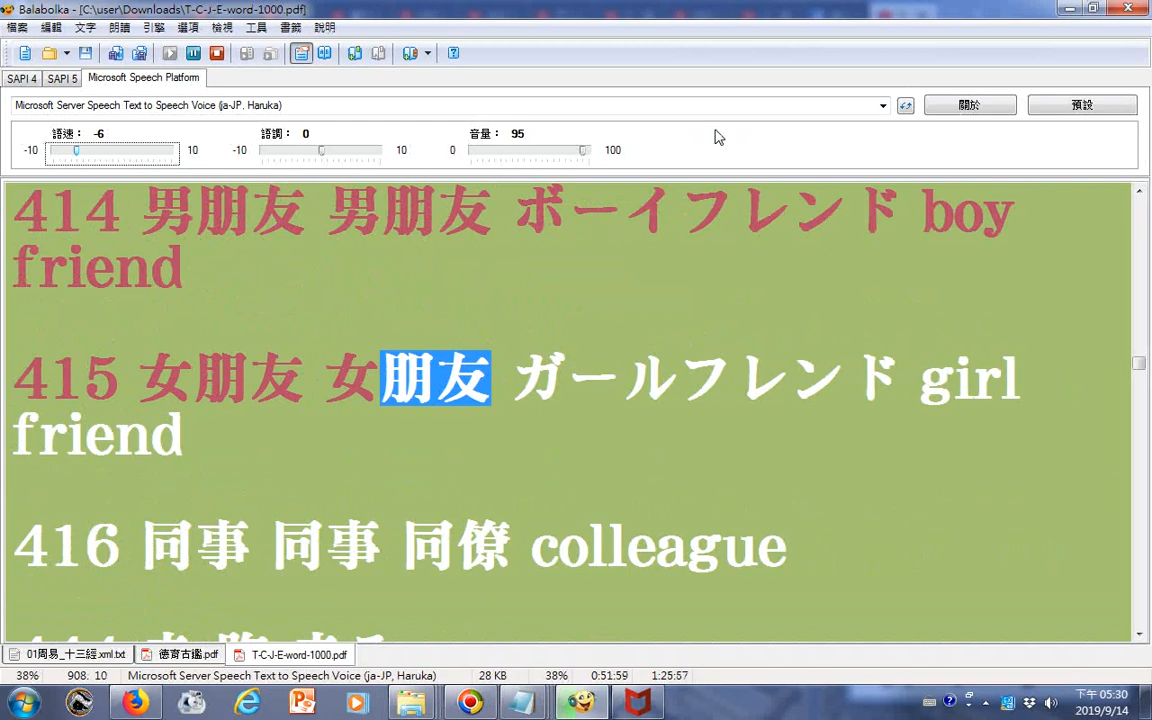 Balabolka - [C:\user\Downloads\T-C-J-E-word-1000.pdf]
檔案 編輯 文字 朗讀 引擎 選項 檢視 工具 書籤 說明
SAPI 4 SAPI 5 Microsoft Speech Platform
Microsoft Server Speech Text to Speech Voice (ja-JP, Haruka) 關於 預設
語速： -6 語調： 0 音量： 95
-10 10 -10 10 0 100
414 男朋友 男朋友 ボーイフレンド boy
friend
415 女朋友 女朋友 ガールフレンド girl
friend
416 同事 同事 同僚 colleague
01周易_十三經.xml.txt 德育古鑑.pdf T-C-J-E-word-1000.pdf
38% 908: 10 Microsoft Server Speech Text to Speech Voice (ja-JP, Haruka) 28 KB 38% 0:51:59 1:25:57
下午 05:30
2019/9/14